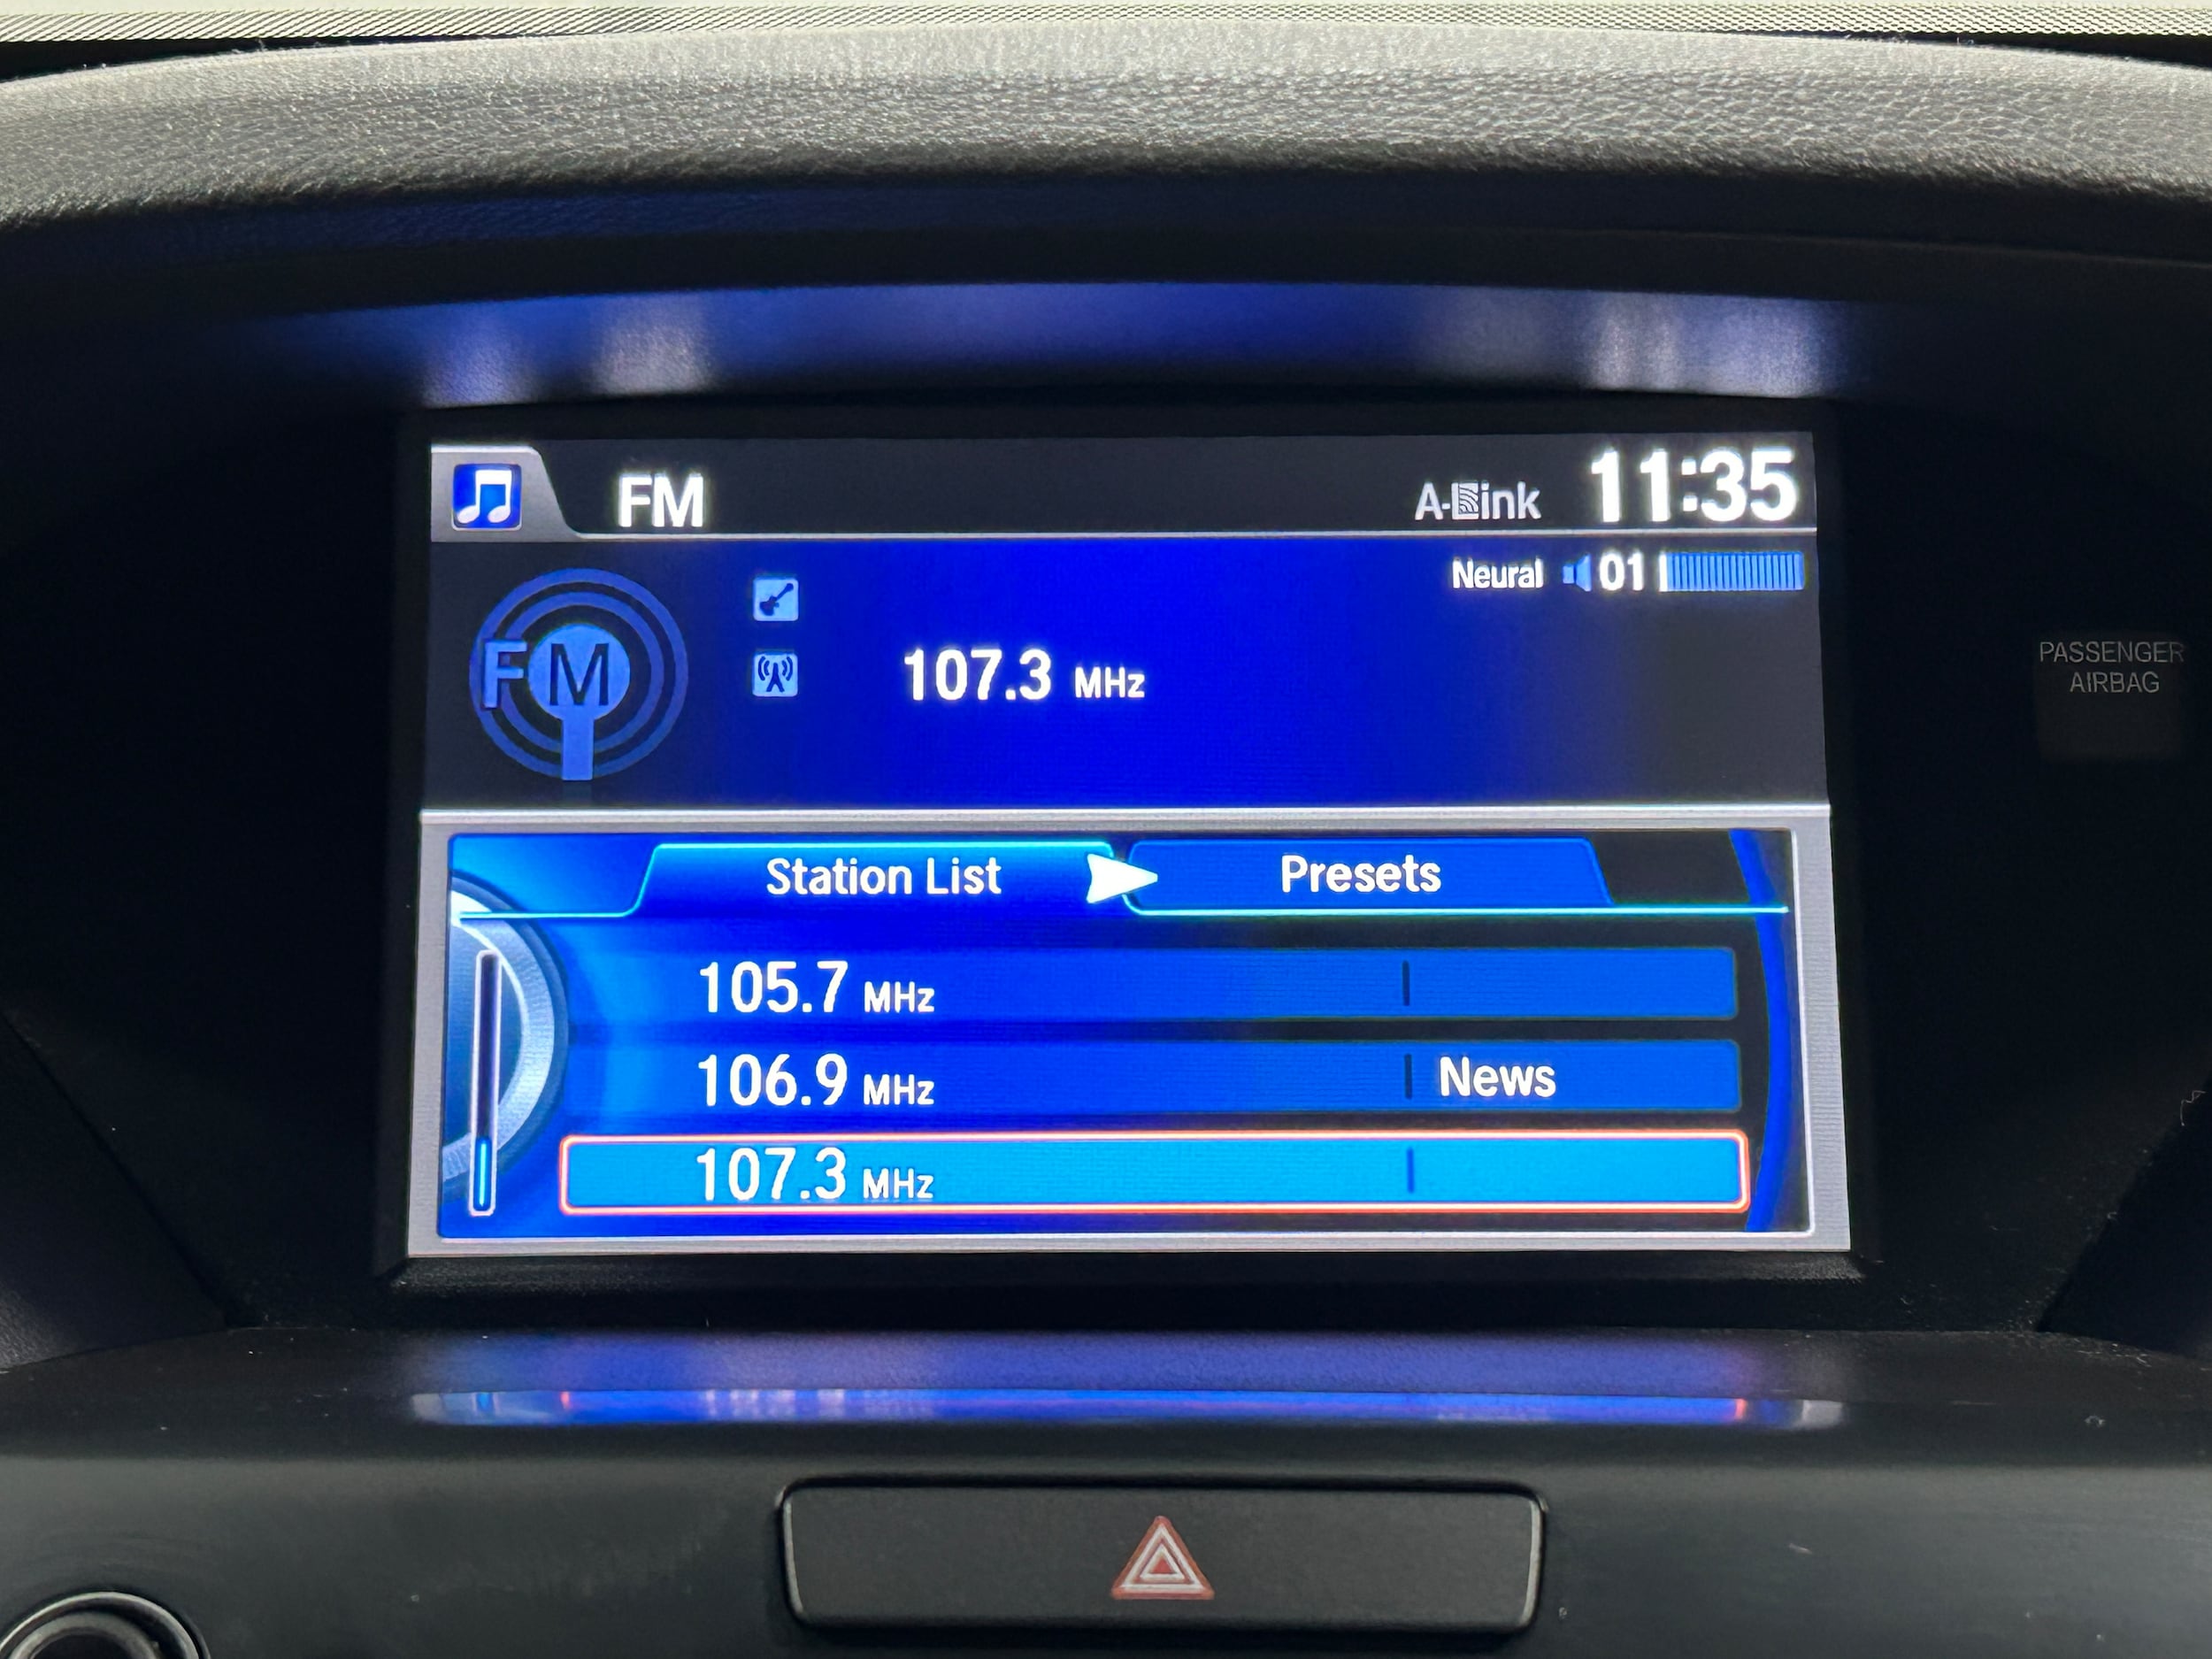 FM
A-Link
11:35
Neural 01
FM
107.3 MHz
Station List
Presets
105.7 MHz
106.9 MHz News
107.3 MHz
PASSENGER
AIRBAG